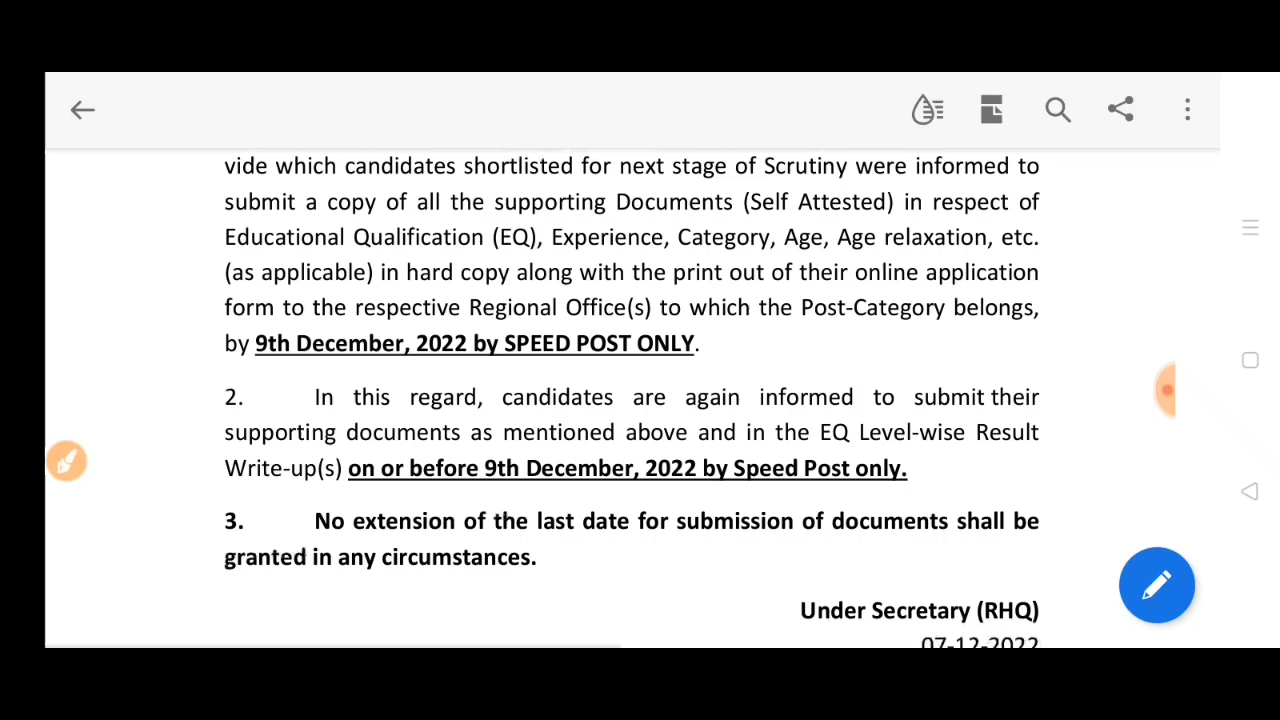 vide which candidates shortlisted for next stage of Scrutiny were informed to
submit a copy of all the supporting Documents (Self Attested) in respect of
Educational Qualification (EQ), Experience, Category, Age, Age relaxation, etc.
(as applicable) in hard copy along with the print out of their online application
form to the respective Regional Office(s) to which the Post-Category belongs,
by 9th December, 2022 by SPEED POST ONLY.
2. In this regard, candidates are again informed to submit their
supporting documents as mentioned above and in the EQ Level-wise Result
Write-up(s) on or before 9th December, 2022 by Speed Post only.
3. No extension of the last date for submission of documents shall be
granted in any circumstances.
Under Secretary (RHQ)
07-12-2022